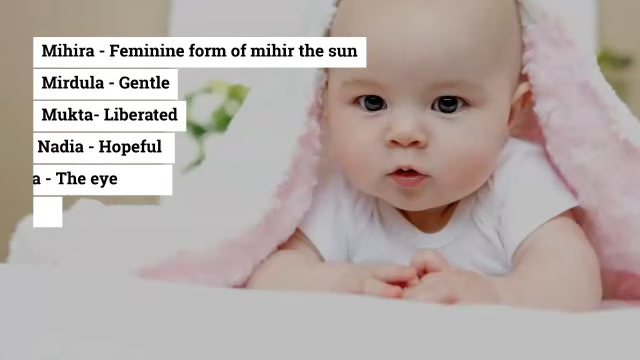 Mihira - Feminine form of mihir the sun
Mirdula - Gentle
Mukta- Liberated
Nadia - Hopeful
a - The eye